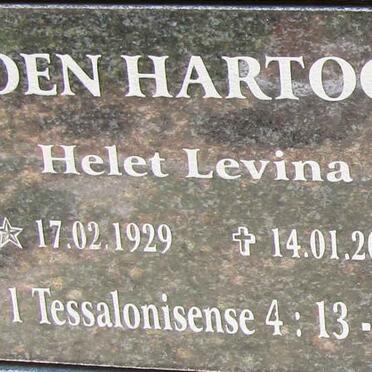 DEN HARTOG
Helet Levina
17.02.1929 14.01.20
1 Tessalonisense 4 : 13 -